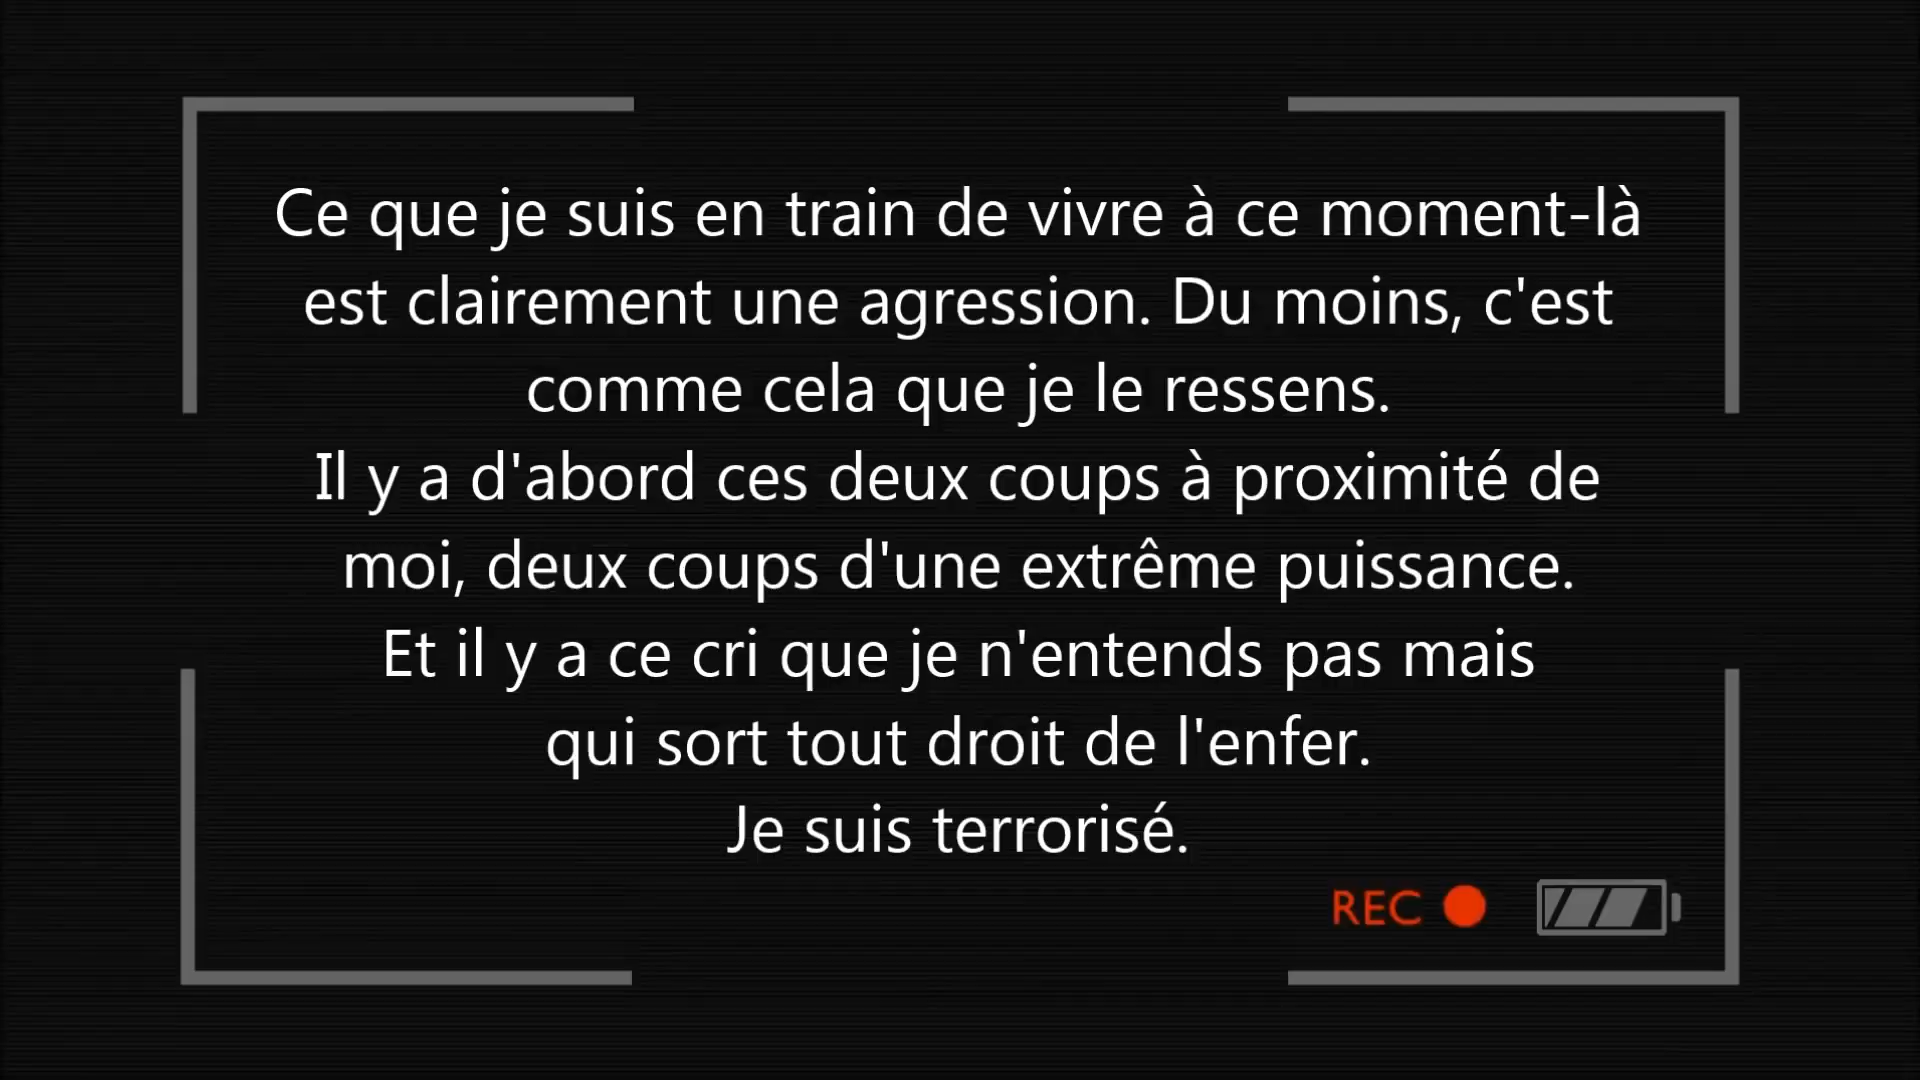 Ce que je suis en train de vivre à ce moment-là
est clairement une agression. Du moins, c'est
comme cela que je le ressens.
Il y a d'abord ces deux coups à proximité de
moi, deux coups d'une extrême puissance.
Et il y a ce cri que je n'entends pas mais
qui sort tout droit de l'enfer.
Je suis terrorisé.
REC